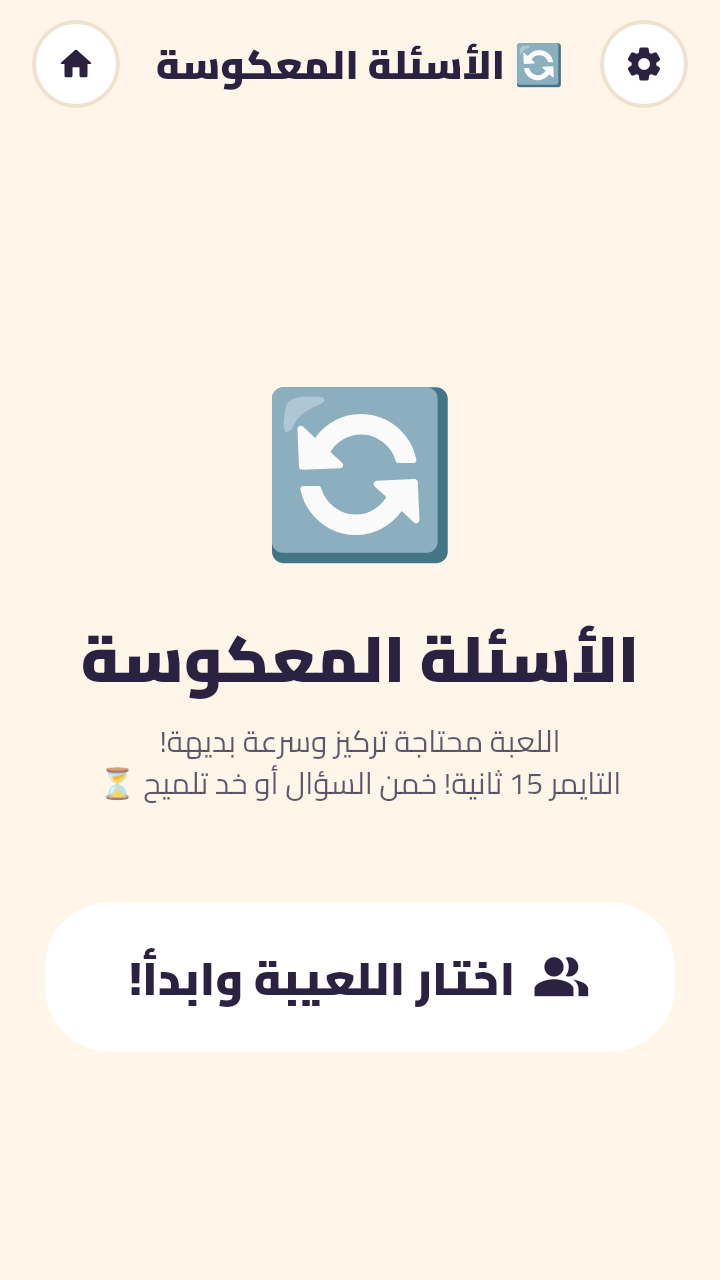 🔄 الأسئلة المعكوسة
الأسئلة المعكوسة
اللعبة محتاجة تركيز وسرعة بديهة!
التايمر 15 ثانية! خمن السؤال أو خد تلميح ⏳
اختار اللعيبة وابدأ!